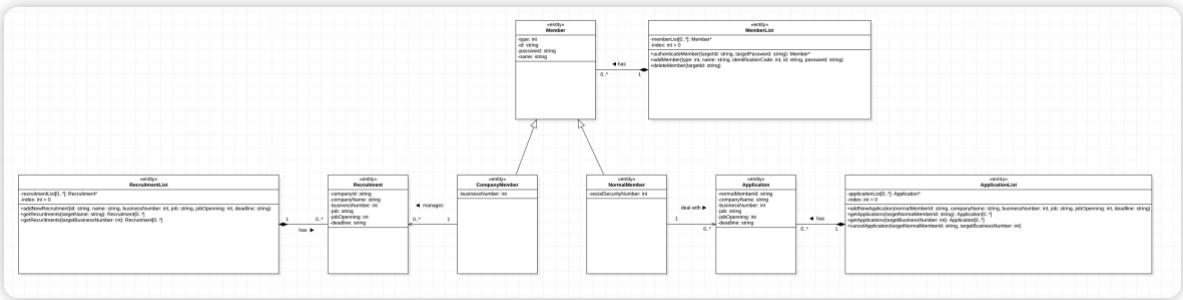 «entity»
Member
-type: int
-id: string
-password: string
-name: string
«entity»
MemberList
-memberList[0..*]: Member*
-index: int = 0
+authenticateMember(targetId: string, targetPassword: string): Member*
+addMember(type: int, name: string, identificationCode: int, id: string, password: string)
+deleteMember(targetId: string)
◀ has
0..*
1
«entity»
RecruitmentList
-recruitmentList[0..*]: Recruitment*
-index: int = 0
+addNewRecruitment(id: string, name: string, businessNumber: int, job: string, jobOpenning: int, deadline: string)
+getRecruitments(targetName: string): Recruitment[0..*]
+getRecruitments(targetBusinessNumber: int): Recruitment[0..*]
1
0..*
has ▶
«entity»
Recruitment
-companyId: string
-companyName: string
-businessNumber: int
-job: string
-jobOpenning: int
-deadline: string
◀ manages
0..*
1
«entity»
CompanyMember
-businessNumber: int
«entity»
NormalMember
-socialSecurityNumber: int
deal with ▶
1
0..*
«entity»
Application
-normalMemberId: string
-companyName: string
-businessNumber: int
-job: string
-jobOpenning: int
-deadline: string
◀ has
0..*
1
«entity»
ApplicationList
-applicationList[0..*]: Application*
-index: int = 0
+addNewApplication(normalMemberId: string, companyName: string, businessNumber: int, job: string, jobOpenning: int, deadline: string)
+getApplications(targetNormalMemberId: string): Application[0..*]
+getApplications(targetBusinessNumber: int): Application[0..*]
+cancelApplication(targetNormalMemberId: string, targetBusinessNumber: int)